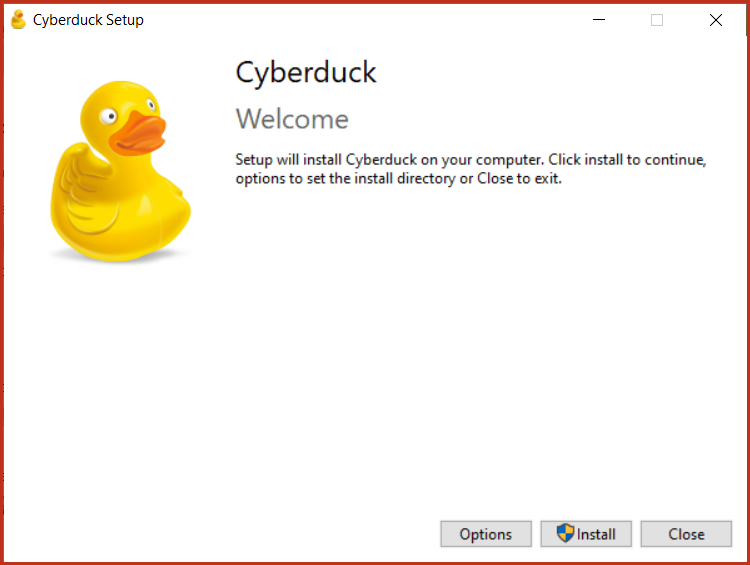 Cyberduck Setup
Cyberduck
Welcome
Setup will install Cyberduck on your computer. Click install to continue,
options to set the install directory or Close to exit.
Options
Install
Close